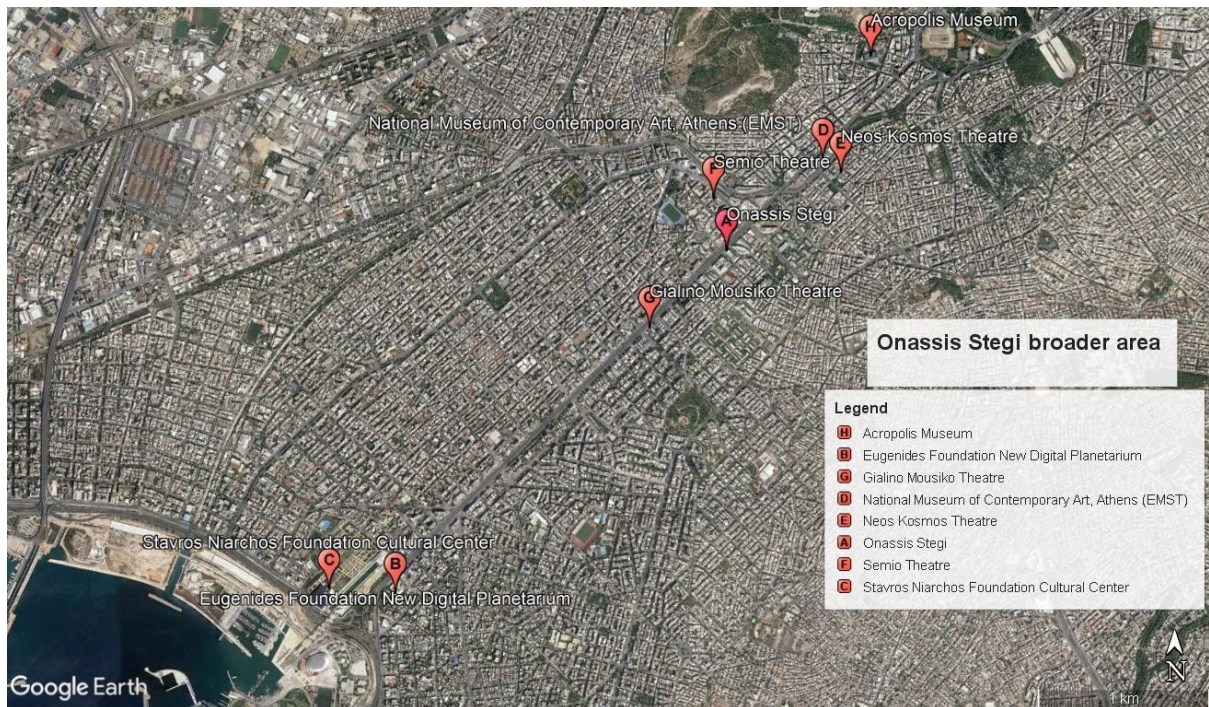 H Acropolis Museum
National Museum of Contemporary Art, Athens (EMST)
D
E Neos Kosmos Theatre
F Semio Theatre
A Onassis Stegi
G Gialino Mousiko Theatre
Onassis Stegi broader area
Legend
H Acropolis Museum
B Eugenides Foundation New Digital Planetarium
G Gialino Mousiko Theatre
D National Museum of Contemporary Art, Athens (EMST)
E Neos Kosmos Theatre
A Onassis Stegi
F Semio Theatre
C Stavros Niarchos Foundation Cultural Center
Stavros Niarchos Foundation Cultural Center
C
B
Eugenides Foundation New Digital Planetarium
Google Earth
N
1 km